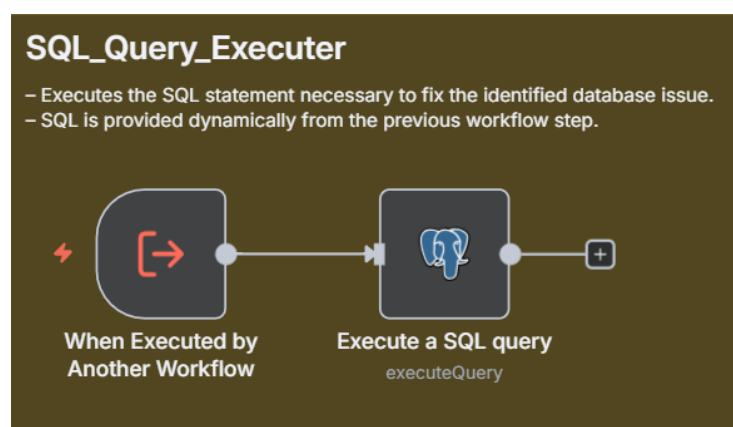 SQL_Query_Executer
– Executes the SQL statement necessary to fix the identified database issue.
– SQL is provided dynamically from the previous workflow step.
When Executed by
Another Workflow
Execute a SQL query
executeQuery